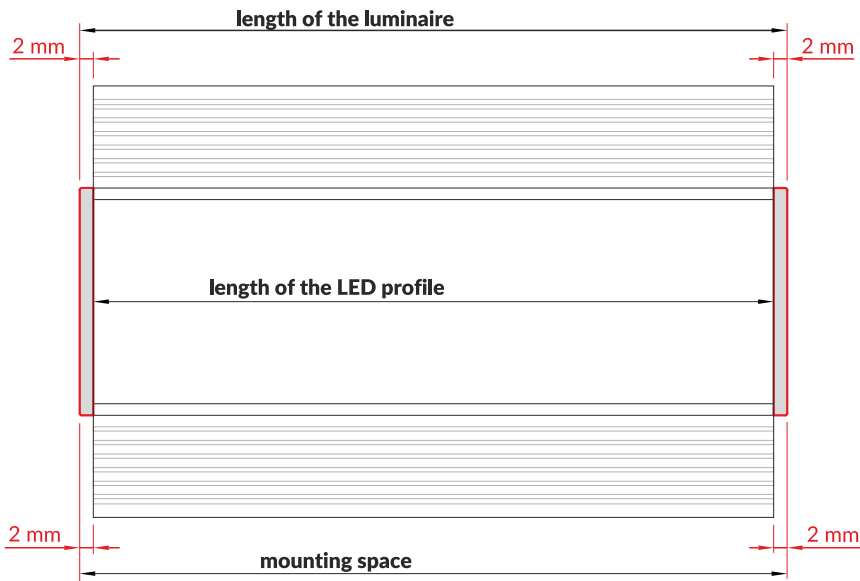 length of the luminaire
2 mm
2 mm
length of the LED profile
2 mm
2 mm
mounting space